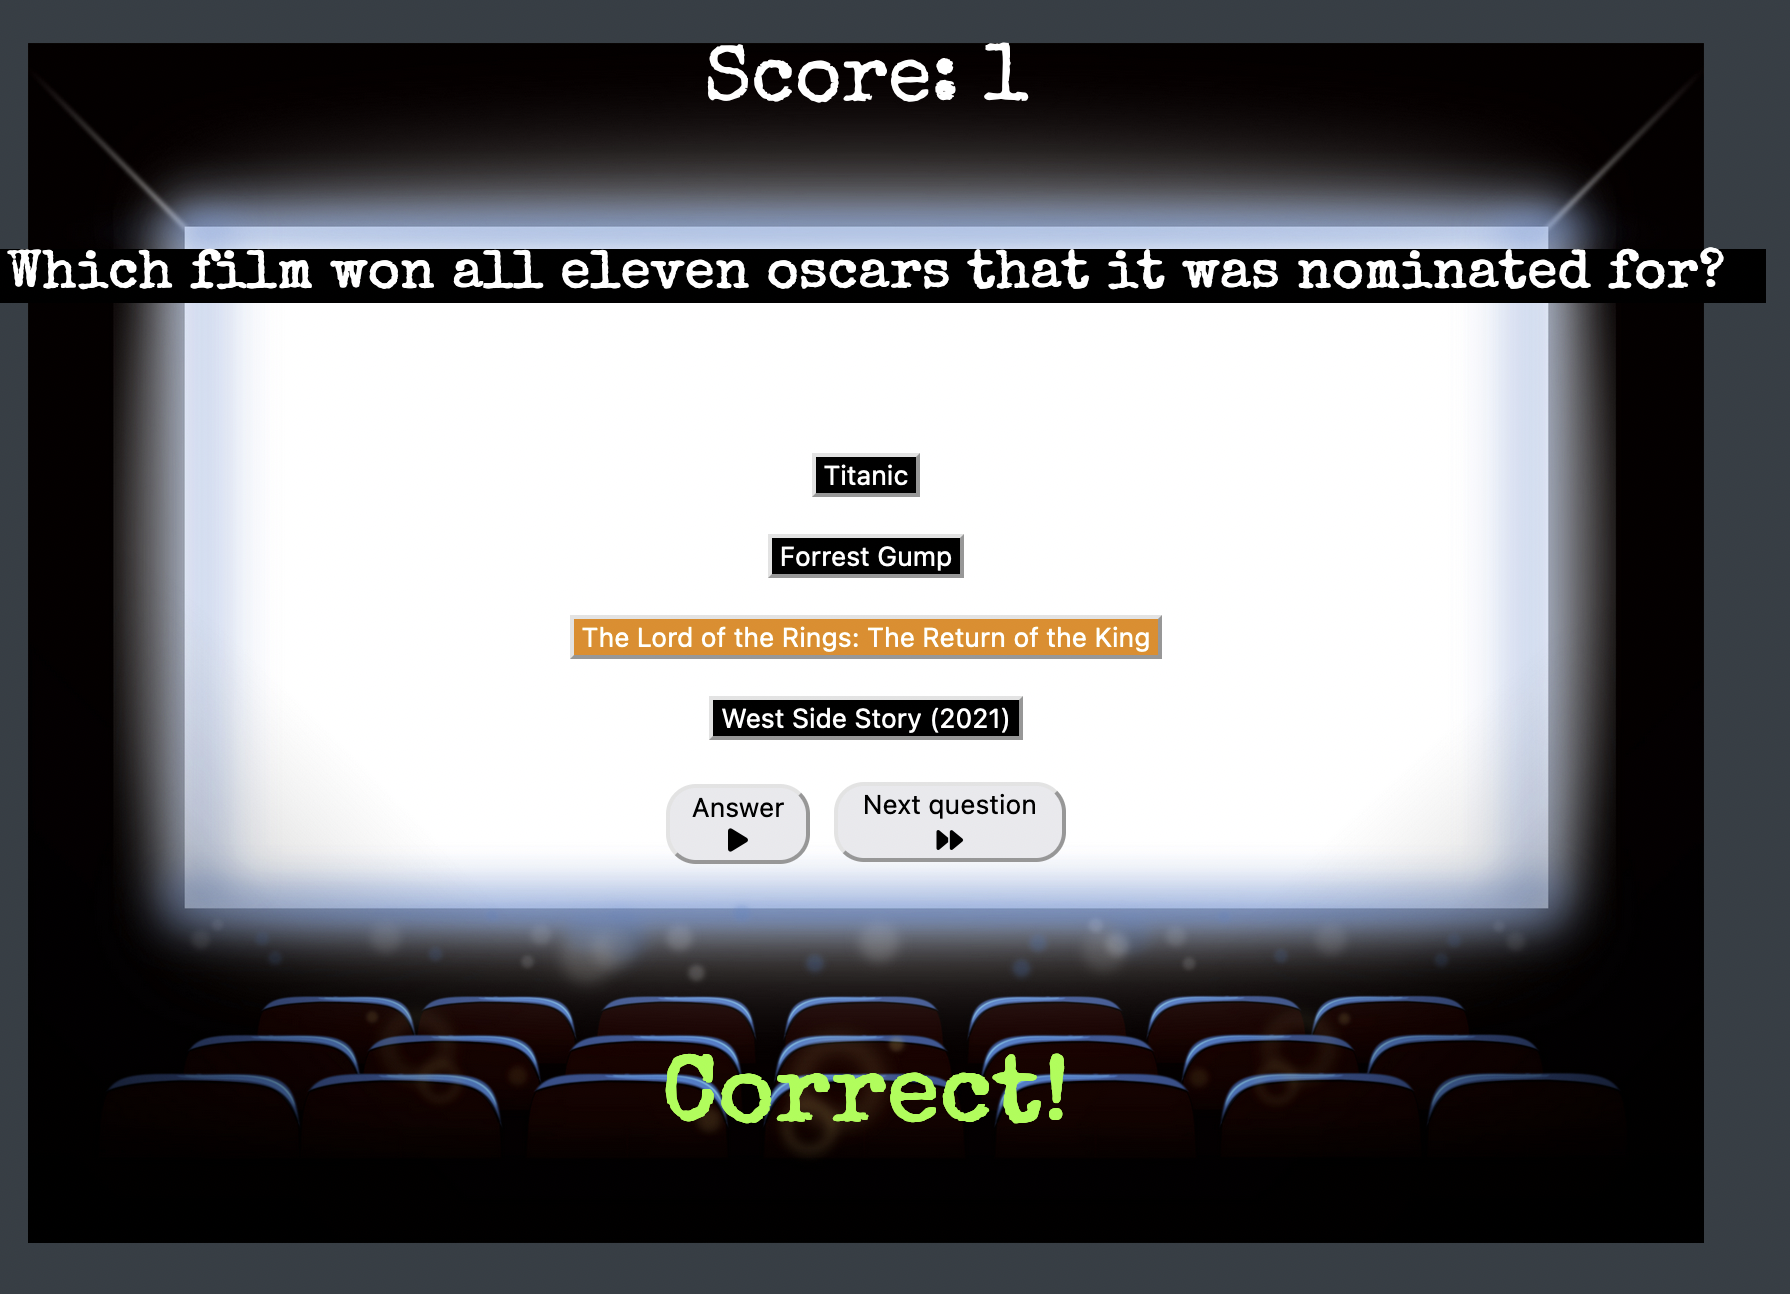 Score: 1
Which film won all eleven oscars that it was nominated for?
Titanic
Forrest Gump
The Lord of the Rings: The Return of the King
West Side Story (2021)
Answer
Next question
Correct!